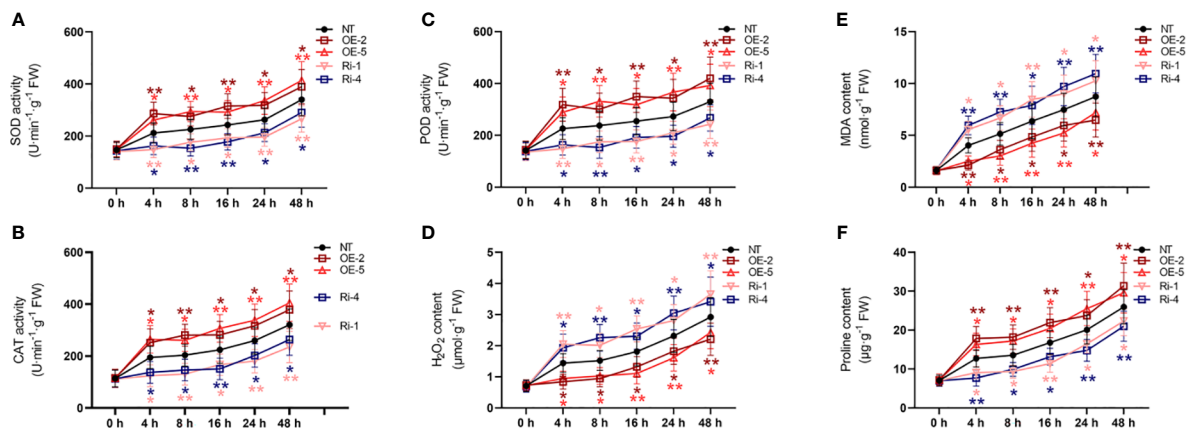 A
SOD activity
(U·min⁻¹.g⁻¹ FW)
600
400
200
0
0 h 4 h 8 h 16 h 24 h 48 h
** * ** * **
** ** ** ** **
** * * ** **
* ** ** * *
NT
OE-2
OE-5
Ri-1
Ri-4
C
POD activity
(U·min⁻¹.g⁻¹ FW)
600
400
200
0
0 h 4 h 8 h 16 h 24 h 48 h
NT
OE-2
OE-5
Ri-1
Ri-4
E
MDA content
(nmol·g⁻¹ FW)
15
10
5
0
0 h 4 h 8 h 16 h 24 h 48 h
NT
OE-2
OE-5
Ri-1
Ri-4
B
CAT activity
(U·min⁻¹.g⁻¹ FW)
600
400
200
0
0 h 4 h 8 h 16 h 24 h 48 h
NT
OE-2
OE-5
Ri-4
Ri-1
D
H₂O₂ content
(μmol·g⁻¹ FW)
5
4
3
2
1
0
0 h 4 h 8 h 16 h 24 h 48 h
NT
OE-2
OE-5
Ri-1
Ri-4
F
Proline content
(μg·g⁻¹ FW)
40
30
20
10
0
0 h 4 h 8 h 16 h 24 h 48 h
NT
OE-2
OE-5
Ri-1
Ri-4